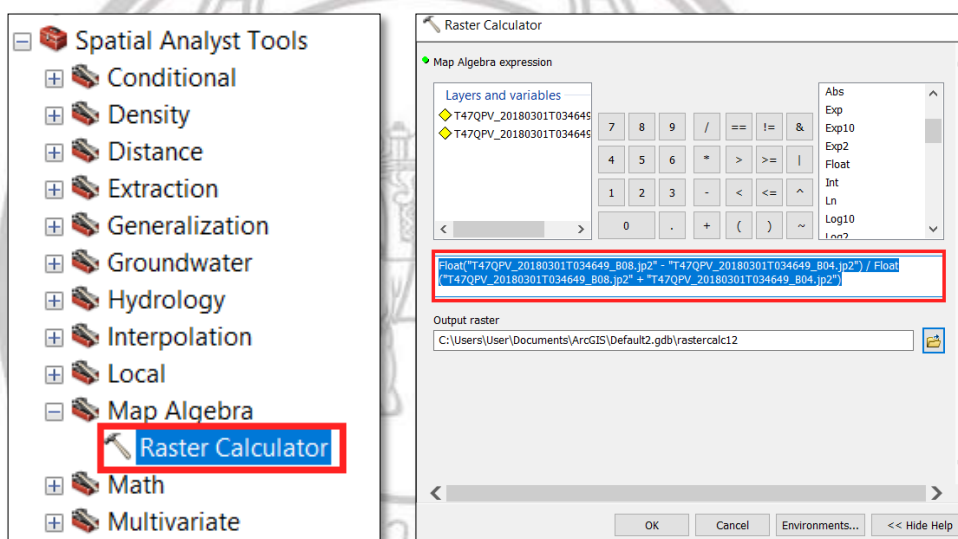 Spatial Analyst Tools
Conditional
Density
Distance
Extraction
Generalization
Groundwater
Hydrology
Interpolation
Local
Map Algebra
Raster Calculator
Math
Multivariate
Raster Calculator
Map Algebra expression
Layers and variables
T47QPV_20180301T034649
T47QPV_20180301T034649
7 8 9 / == != &
4 5 6 * > >= |
1 2 3 - < <= ^
0 . + ( ) ~
Abs
Exp
Exp10
Exp2
Float
Int
Ln
Log10
Log2
Float("T47QPV_20180301T034649_B08.jp2" - "T47QPV_20180301T034649_B04.jp2") / Float
("T47QPV_20180301T034649_B08.jp2" + "T47QPV_20180301T034649_B04.jp2")
Output raster
C:\Users\User\Documents\ArcGIS\Default2.gdb\rastercalc12
OK Cancel Environments... << Hide Help